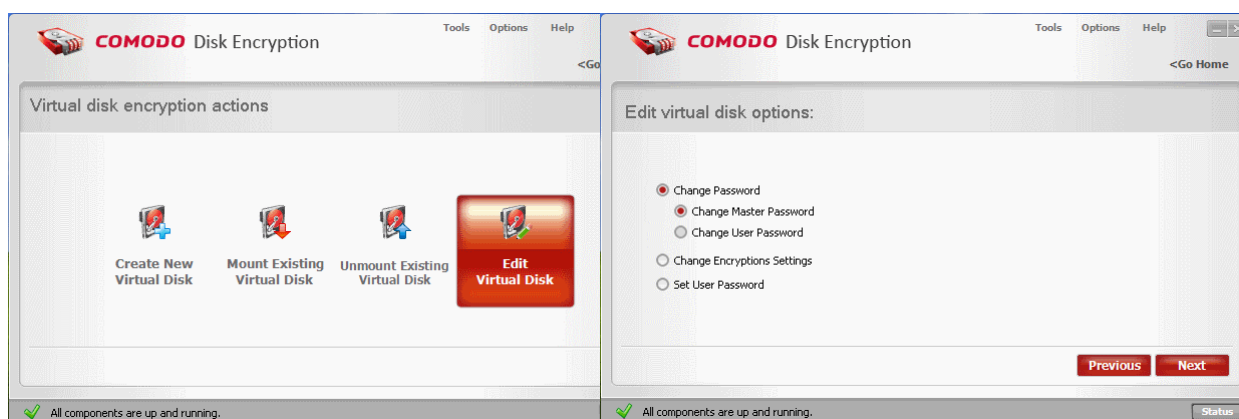 COMODO Disk Encryption
Tools Options Help
<Go
Virtual disk encryption actions
Create New
Virtual Disk
Mount Existing
Virtual Disk
Unmount Existing
Virtual Disk
Edit
Virtual Disk
All components are up and running.
COMODO Disk Encryption
Tools Options Help
<Go Home
Edit virtual disk options:
Change Password
Change Master Password
Change User Password
Change Encryptions Settings
Set User Password
Previous Next
All components are up and running.
Status